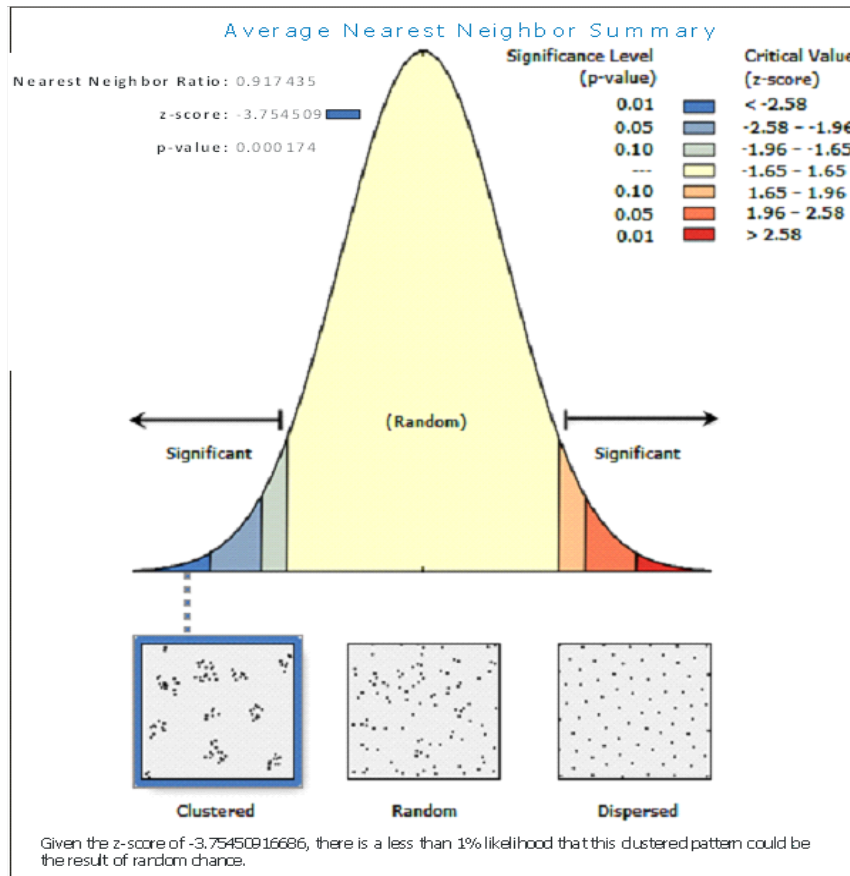 Average Nearest Neighbor Summary
Nearest Neighbor Ratio: 0.917435
z-score: -3.754509
p-value: 0.000174
Significance Level
(p-value)
Critical Value
(z-score)
0.01 < -2.58
0.05 -2.58 – -1.96
0.10 -1.96 – -1.65
--- -1.65 – 1.65
0.10 1.65 – 1.96
0.05 1.96 – 2.58
0.01 > 2.58
(Random)
Significant
Significant
Clustered
Random
Dispersed
Given the z-score of -3.75450916686, there is a less than 1% likelihood that this clustered pattern could be
the result of random chance.